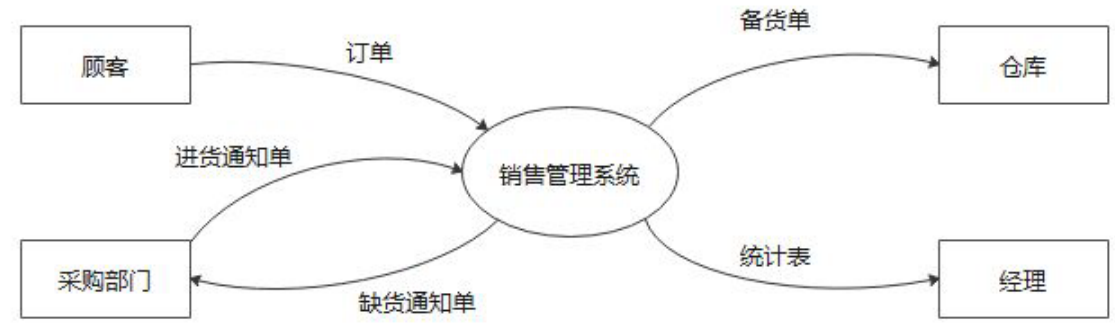 备货单
顾客
订单
仓库
进货通知单
销售管理系统
采购部门
缺货通知单
统计表
经理